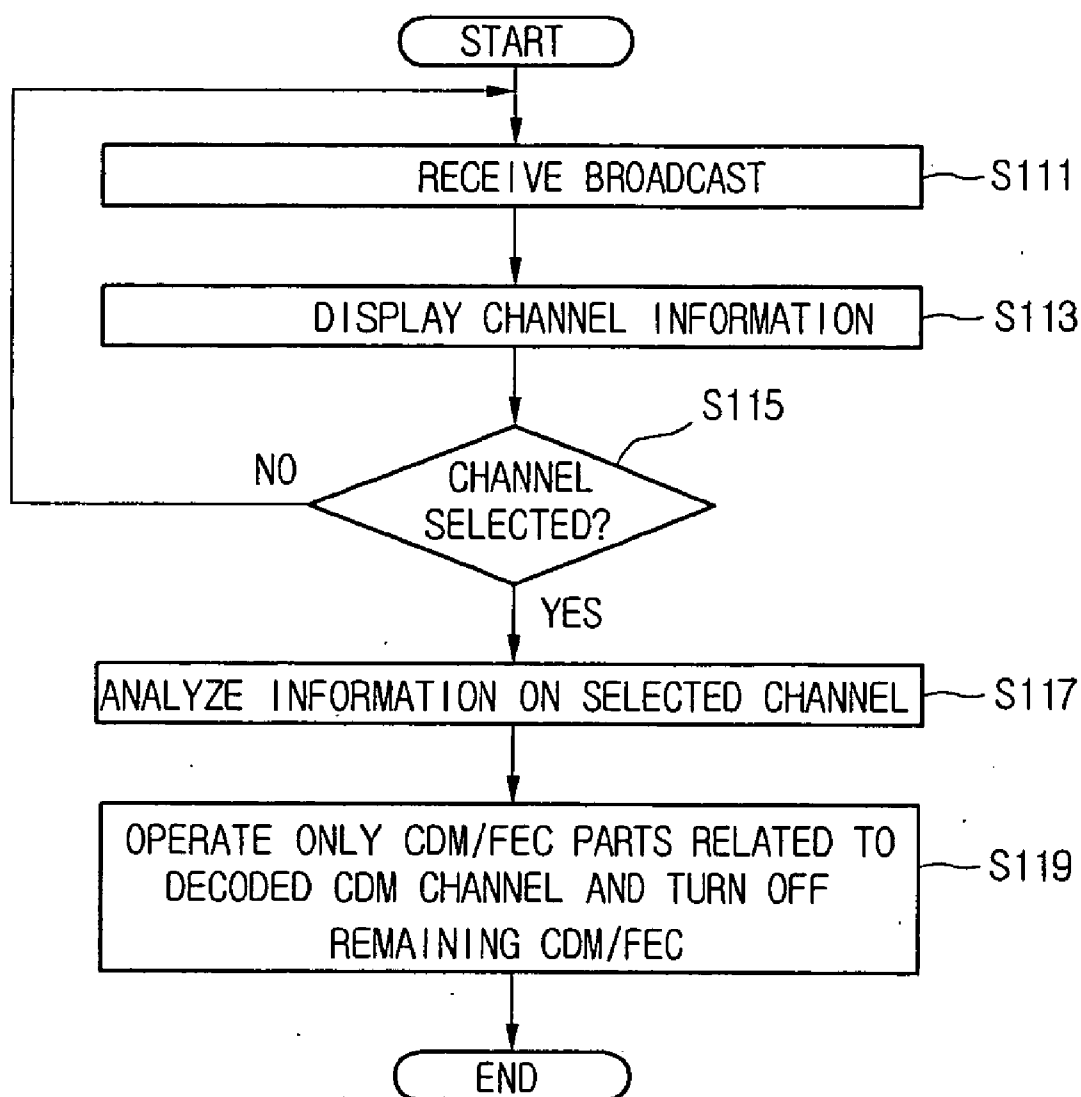 START
RECEIVE BROADCAST
S111
DISPLAY CHANNEL INFORMATION
S113
S115
CHANNEL
SELECTED?
NO
YES
ANALYZE INFORMATION ON SELECTED CHANNEL
S117
OPERATE ONLY CDM/FEC PARTS RELATED TO
DECODED CDM CHANNEL AND TURN OFF
REMAINING CDM/FEC
S119
END